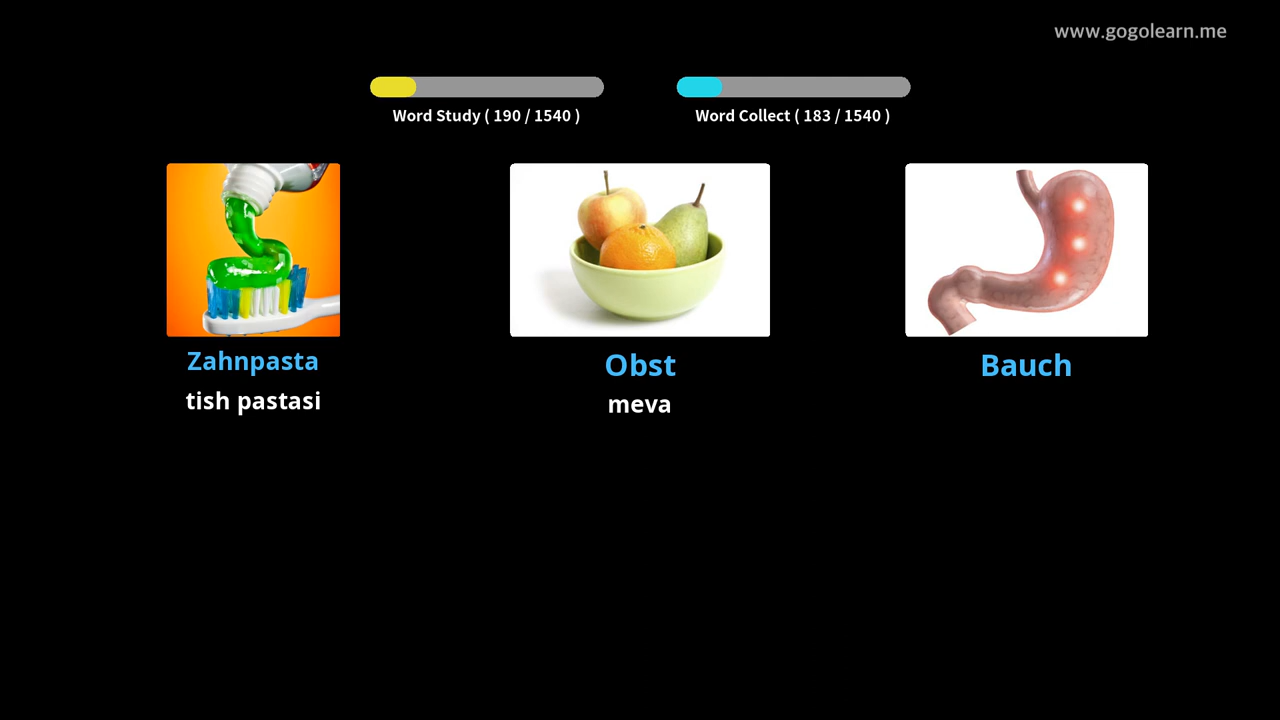 www.gogolearn.me
Word Study ( 190 / 1540 )
Word Collect ( 183 / 1540 )
Zahnpasta
tish pastasi
Obst
meva
Bauch